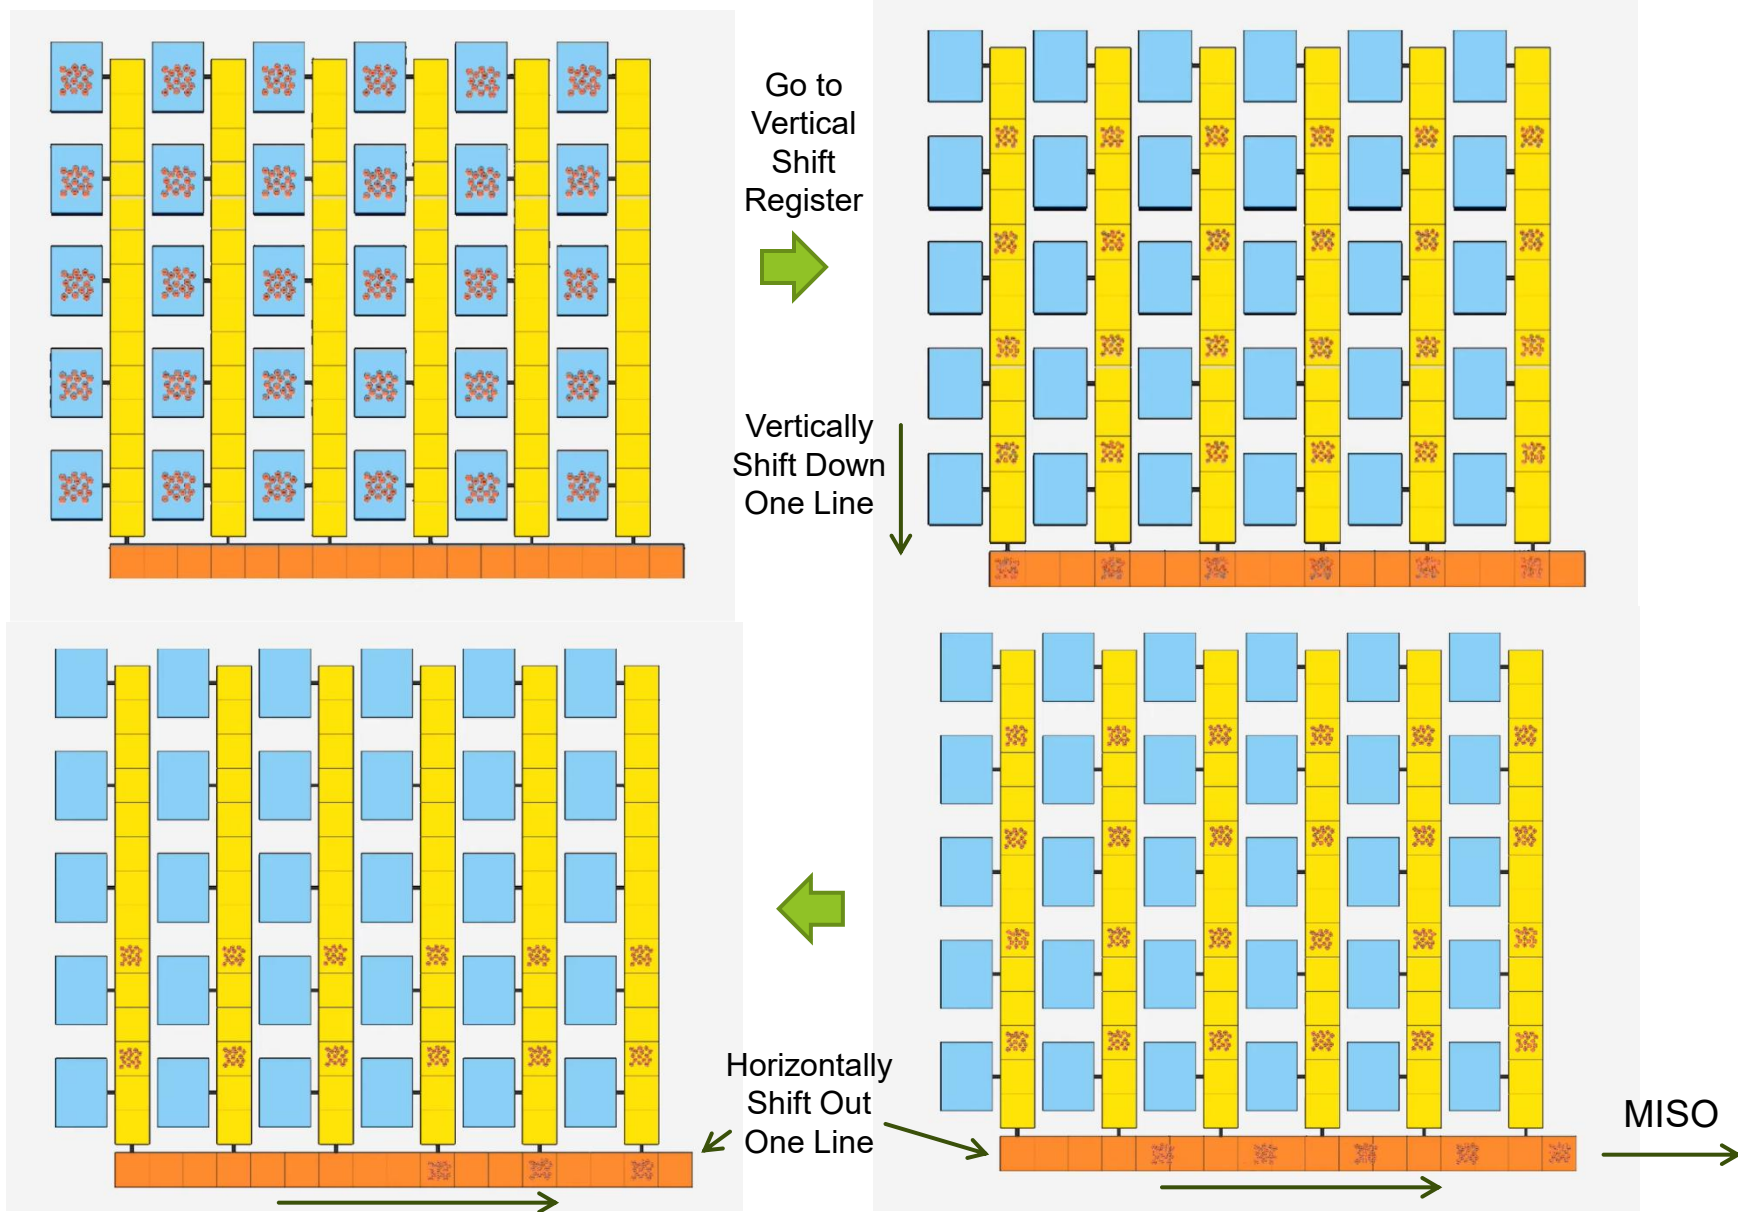 Go to
Vertical
Shift
Register
Vertically
Shift Down
One Line
Horizontally
Shift Out
One Line
MISO